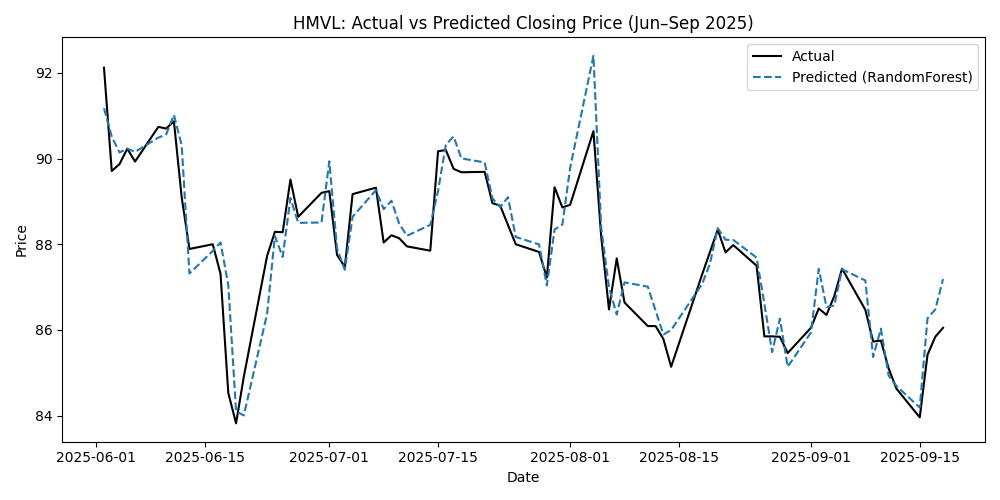 HMVL: Actual vs Predicted Closing Price (Jun–Sep 2025)
Actual
Predicted (RandomForest)
Price
92
90
88
86
84
2025-06-01 2025-06-15 2025-07-01 2025-07-15 2025-08-01 2025-08-15 2025-09-01 2025-09-15
Date